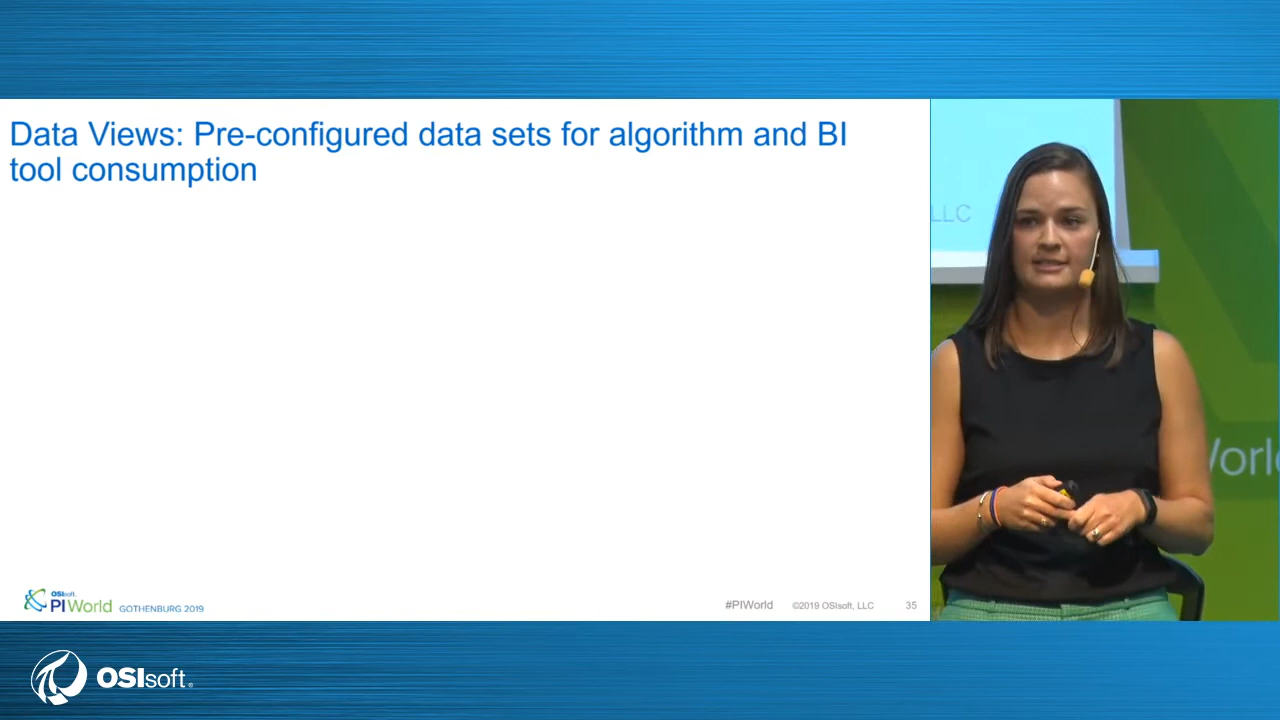 Data Views: Pre-configured data sets for algorithm and BI
tool consumption
LLC
OSIsoft.
PI World GOTHENBURG 2019
#PIWorld ©2019 OSIsoft, LLC 35
OSIsoft.®